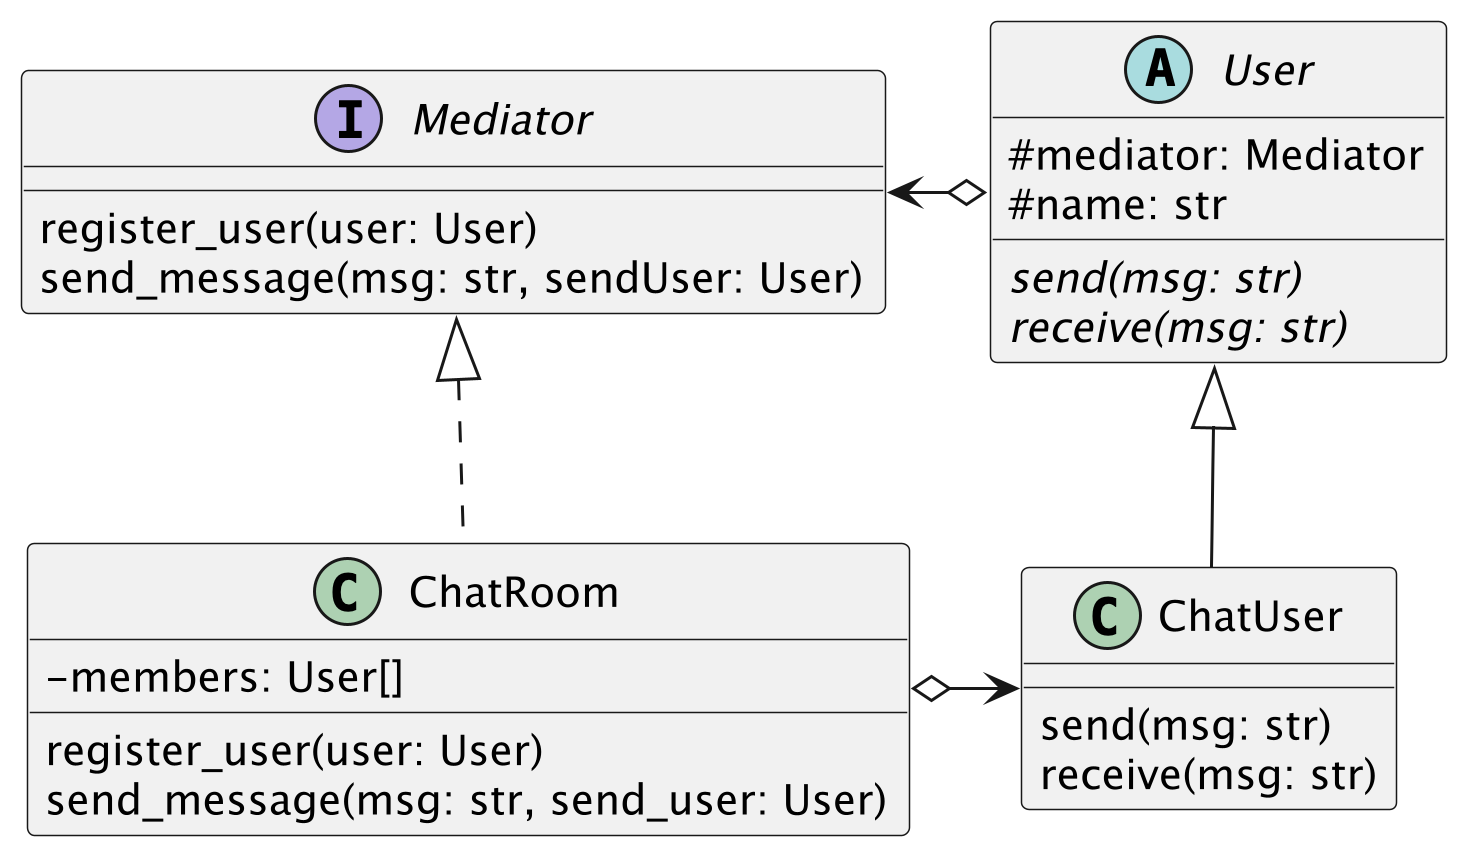 I Mediator
register_user(user: User)
send_message(msg: str, sendUser: User)
A User
#mediator: Mediator
#name: str
send(msg: str)
receive(msg: str)
C ChatRoom
-members: User[]
register_user(user: User)
send_message(msg: str, send_user: User)
C ChatUser
send(msg: str)
receive(msg: str)